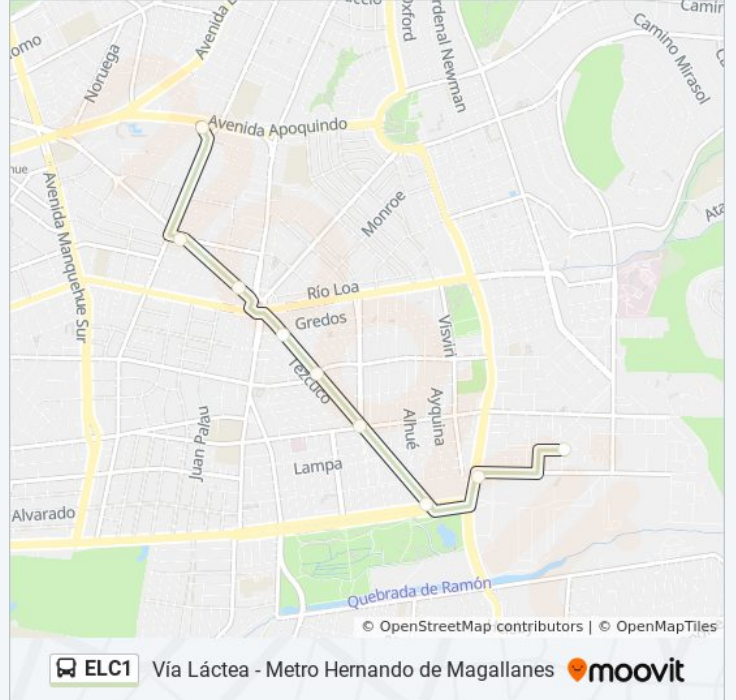 Oxford
Camino Mirasol
Cardenal Newman
Noruega
Avenida Apoquindo
Avenida Manquehue Sur
Monroe
Río Loa
Gredos
Visviri
Tezcuco
Ayquina
Alhué
Juan Palau
Lampa
Alvarado
Quebrada de Ramón
© OpenStreetMap contributors | © OpenMapTiles
ELC1 Vía Láctea - Metro Hernando de Magallanes moovit